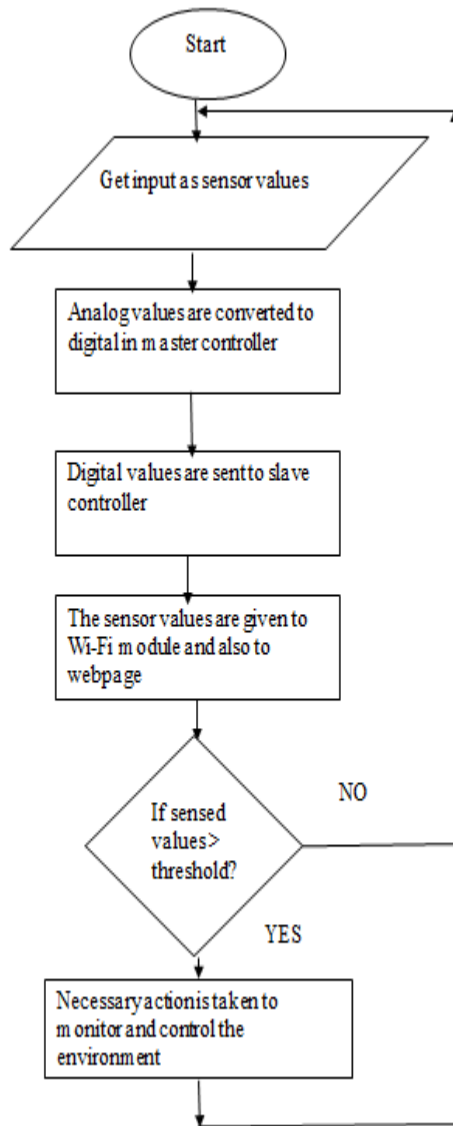 Start
Get input as sensor values
Analog values are converted to
digital in master controller
Digital values are sent to slave
controller
The sensor values are given to
Wi-Fi module and also to
webpage
If sensed
values >
threshold?
NO
YES
Necessary action is taken to
monitor and control the
environment